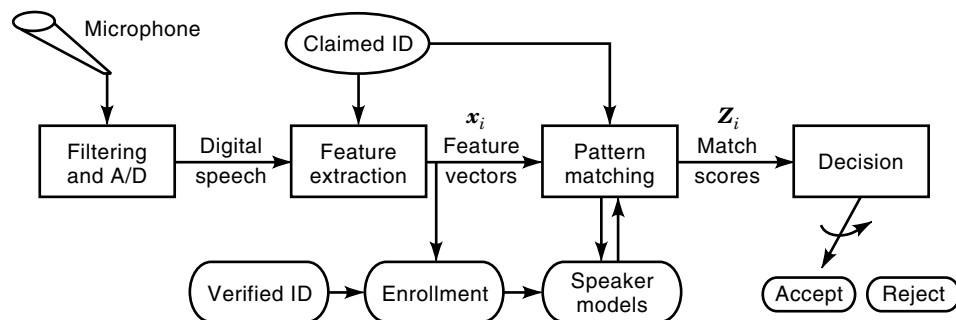 Microphone
Claimed ID
Filtering
and A/D
Digital
speech
Feature
extraction
x_i
Feature
vectors
Pattern
matching
Z_i
Match
scores
Decision
Verified ID
Enrollment
Speaker
models
Accept
Reject